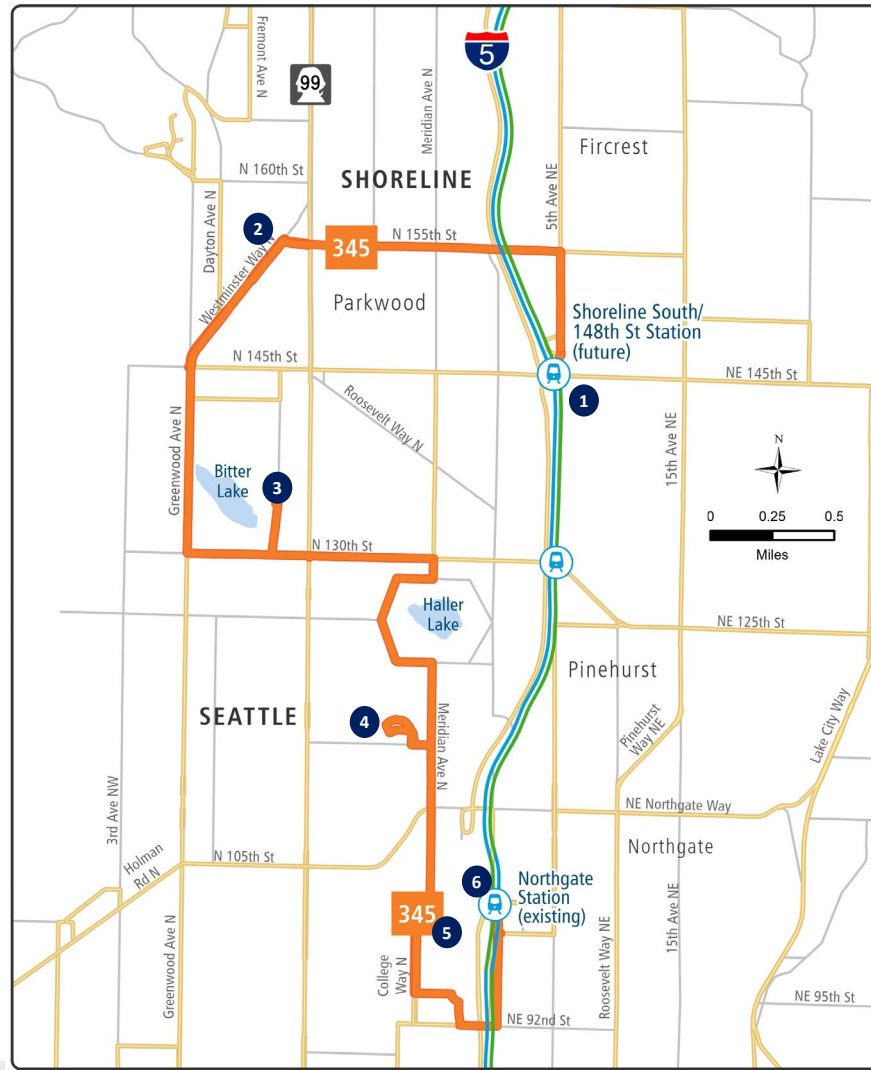 Fremont Ave N
99
Meridian Ave N
5
Fircrest
5th Ave NE
N 160th St
SHORELINE
Dayton Ave N
2
Westminster Way N
345
N 155th St
Parkwood
Shoreline South/
148th St Station
(future)
N 145th St
NE 145th St
1
Roosevelt Way N
15th Ave NE
N
Greenwood Ave N
Bitter
Lake
3
0
0.25
0.5
Miles
N 130th St
Haller
Lake
NE 125th St
Pinehurst
SEATTLE
4
Meridian Ave N
Pinehurst
Way NE
Lake City Way
3rd Ave NW
NE Northgate Way
Northgate
Holman
Rd N
N 105th St
6
Northgate
Station
(existing)
345
5
Greenwood Ave N
College
Way N
Roosevelt Way NE
15th Ave NE
NE 92nd St
NE 95th St